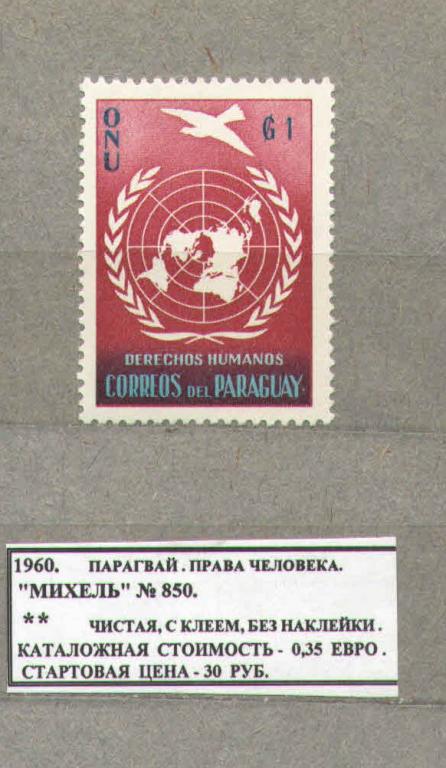 ONU
₲ 1
DERECHOS HUMANOS
CORREOS DEL PARAGUAY.
1960. ПАРАГВАЙ. ПРАВА ЧЕЛОВЕКА.
"МИХЕЛЬ" № 850.
** ЧИСТАЯ, С КЛЕЕМ, БЕЗ НАКЛЕЙКИ.
КАТАЛОЖНАЯ СТОИМОСТЬ - 0,35 ЕВРО.
СТАРТОВАЯ ЦЕНА - 30 РУБ.